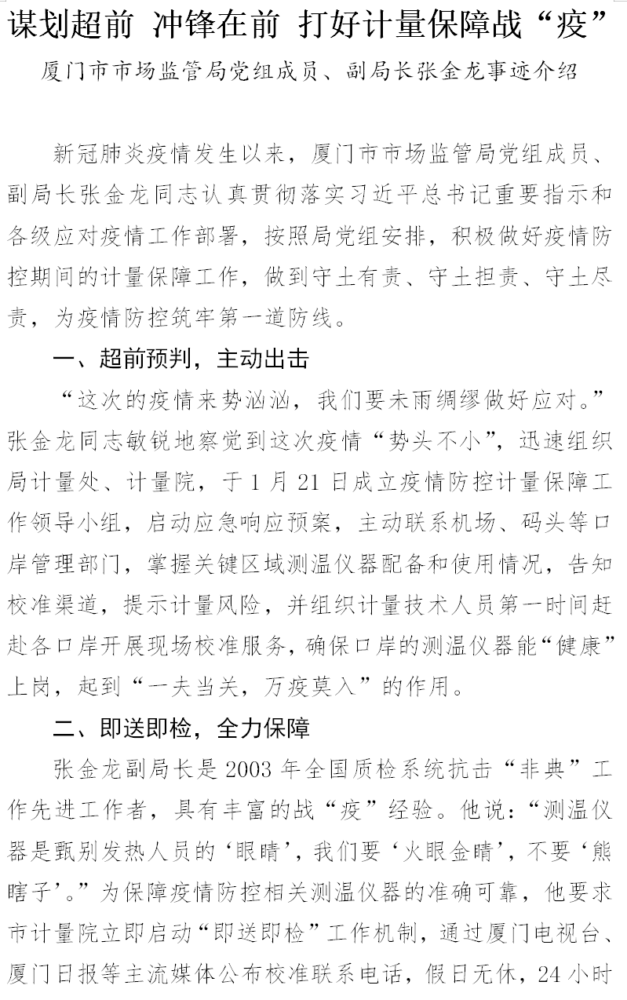 谋划超前 冲锋在前 打好计量保障战“疫”
厦门市市场监管局党组成员、副局长张金龙事迹介绍
新冠肺炎疫情发生以来，厦门市市场监管局党组成员、
副局长张金龙同志认真贯彻落实习近平总书记重要指示和
各级应对疫情工作部署，按照局党组安排，积极做好疫情防
控期间的计量保障工作，做到守土有责、守土担责、守土尽
责，为疫情防控筑牢第一道防线。
一、超前预判，主动出击
“这次的疫情来势汹汹，我们要未雨绸缪做好应对。”
张金龙同志敏锐地察觉到这次疫情“势头不小”，迅速组织
局计量处、计量院，于1月21日成立疫情防控计量保障工
作领导小组，启动应急响应预案，主动联系机场、码头等口
岸管理部门，掌握关键区域测温仪器配备和使用情况，告知
校准渠道，提示计量风险，并组织计量技术人员第一时间赶
赴各口岸开展现场校准服务，确保口岸的测温仪器能“健康”
上岗，起到“一夫当关，万疫莫入”的作用。
二、即送即检，全力保障
张金龙副局长是2003年全国质检系统抗击“非典”工
作先进工作者，具有丰富的战“疫”经验。他说：“测温仪
器是甄别发热人员的‘眼睛’，我们要‘火眼金睛’，不要‘熊
瞎子’。”为保障疫情防控相关测温仪器的准确可靠，他要求
市计量院立即启动“即送即检”工作机制，通过厦门电视台、
厦门日报等主流媒体公布校准联系电话，假日无休，24小时